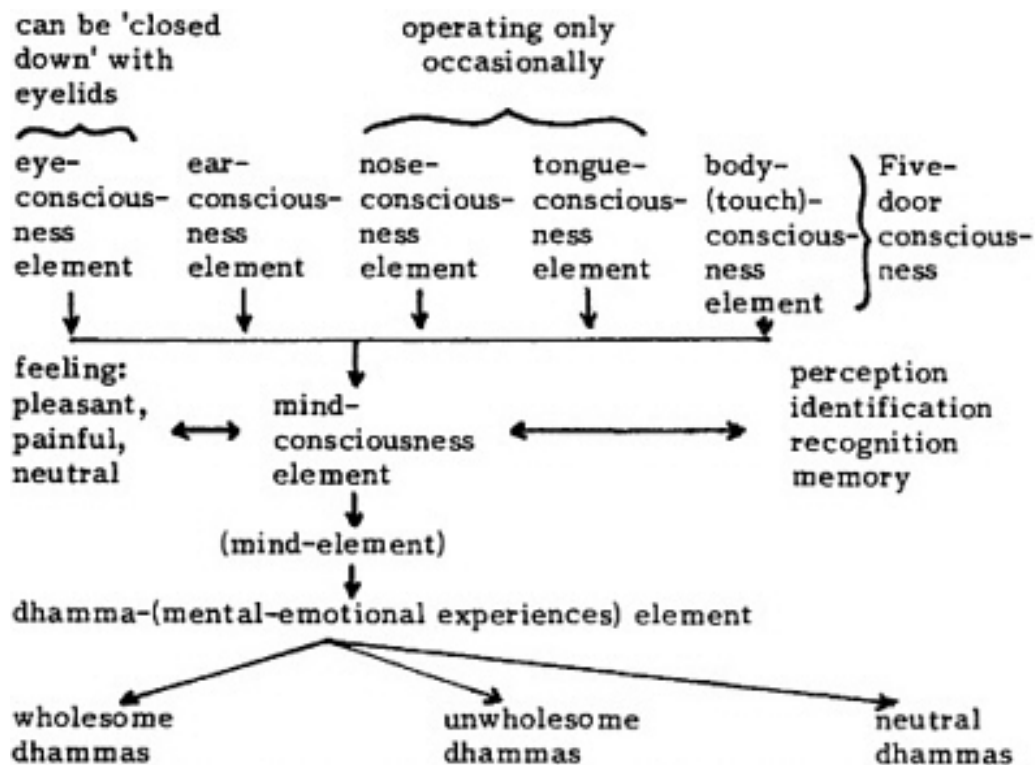 can be 'closed
down' with
eyelids
operating only
occasionally
eye-
conscious-
ness
element
ear-
conscious-
ness
element
nose-
conscious-
ness
element
tongue-
conscious-
ness
element
body-
(touch)-
conscious-
ness
element
Five-
door
conscious-
ness
feeling:
pleasant,
painful,
neutral
mind-
consciousness
element
perception
identification
recognition
memory
(mind-element)
dhamma-(mental-emotional experiences) element
wholesome
dhammas
unwholesome
dhammas
neutral
dhammas